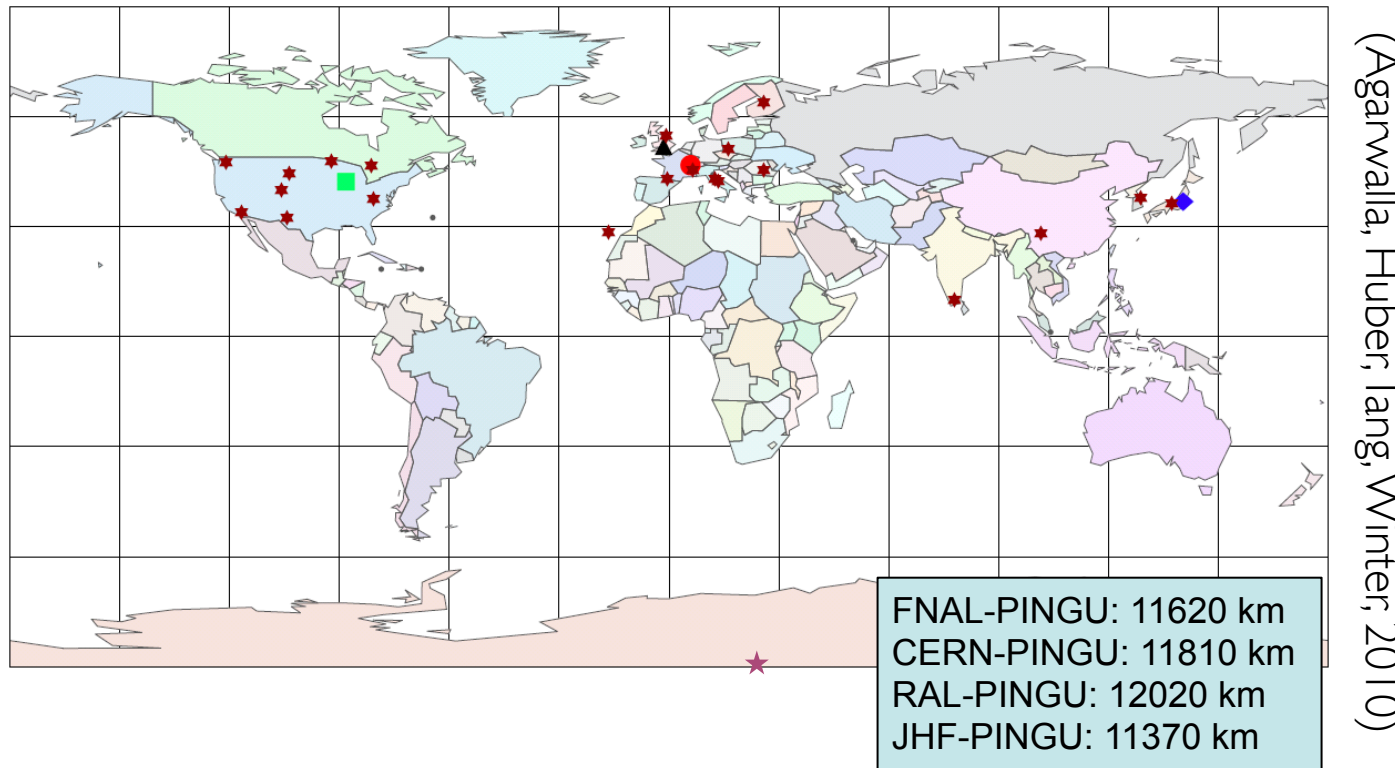 FNAL-PINGU: 11620 km
CERN-PINGU: 11810 km
RAL-PINGU: 12020 km
JHF-PINGU: 11370 km
(Agarwalla, Huber, Tang, Winter, 2010)